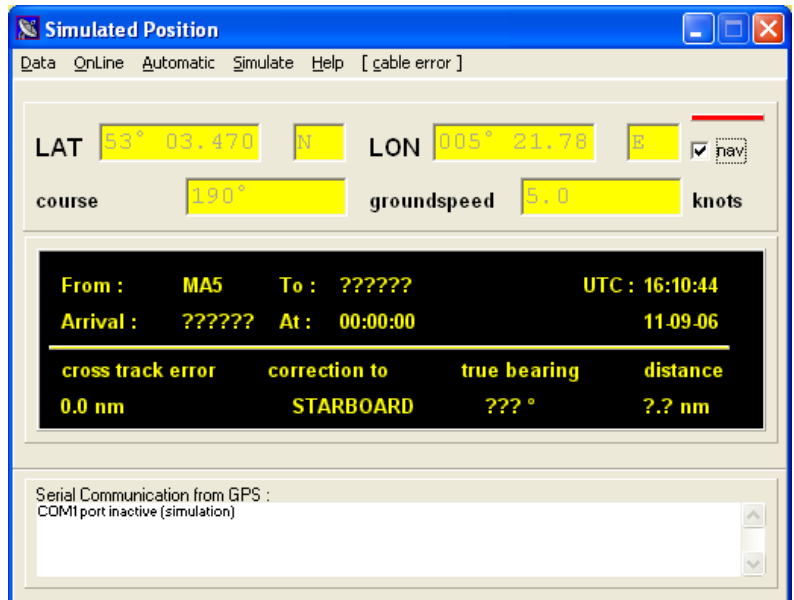 Simulated Position
Data OnLine Automatic Simulate Help [ cable error ]
LAT 53° 03.470 N LON 005° 21.78 E nav
course 190° groundspeed 5.0 knots
From : MA5 To : ?????? UTC : 16:10:44
Arrival : ?????? At : 00:00:00 11-09-06
cross track error correction to true bearing distance
0.0 nm STARBOARD ??? ° ?.? nm
Serial Communication from GPS :
COM1 port inactive (simulation)